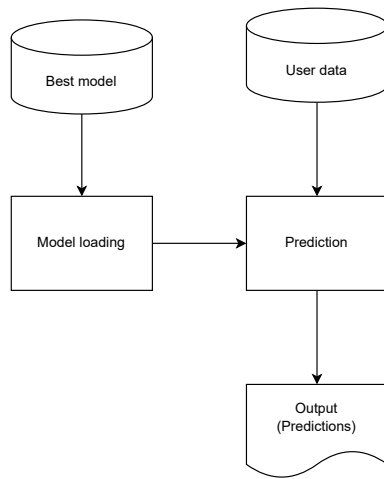 Best model
User data
Model loading
Prediction
Output
(Predictions)